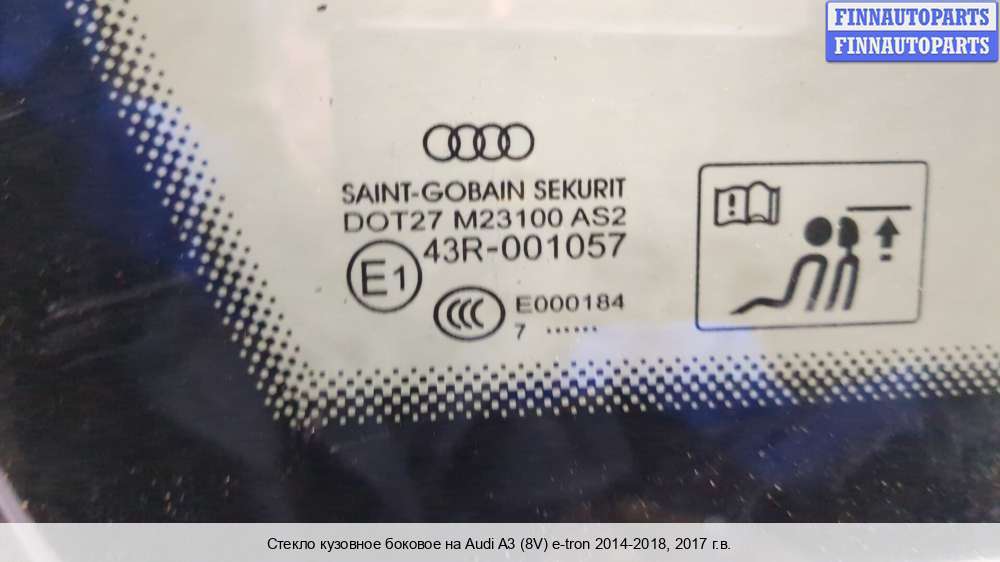 FINNAUTOPARTS
FINNAUTOPARTS
SAINT-GOBAIN SEKURIT
DOT27 M23100 AS2
43R-001057
E1
CCC E000184
7 ......
Стекло кузовное боковое на Audi A3 (8V) e-tron 2014-2018, 2017 г.в.